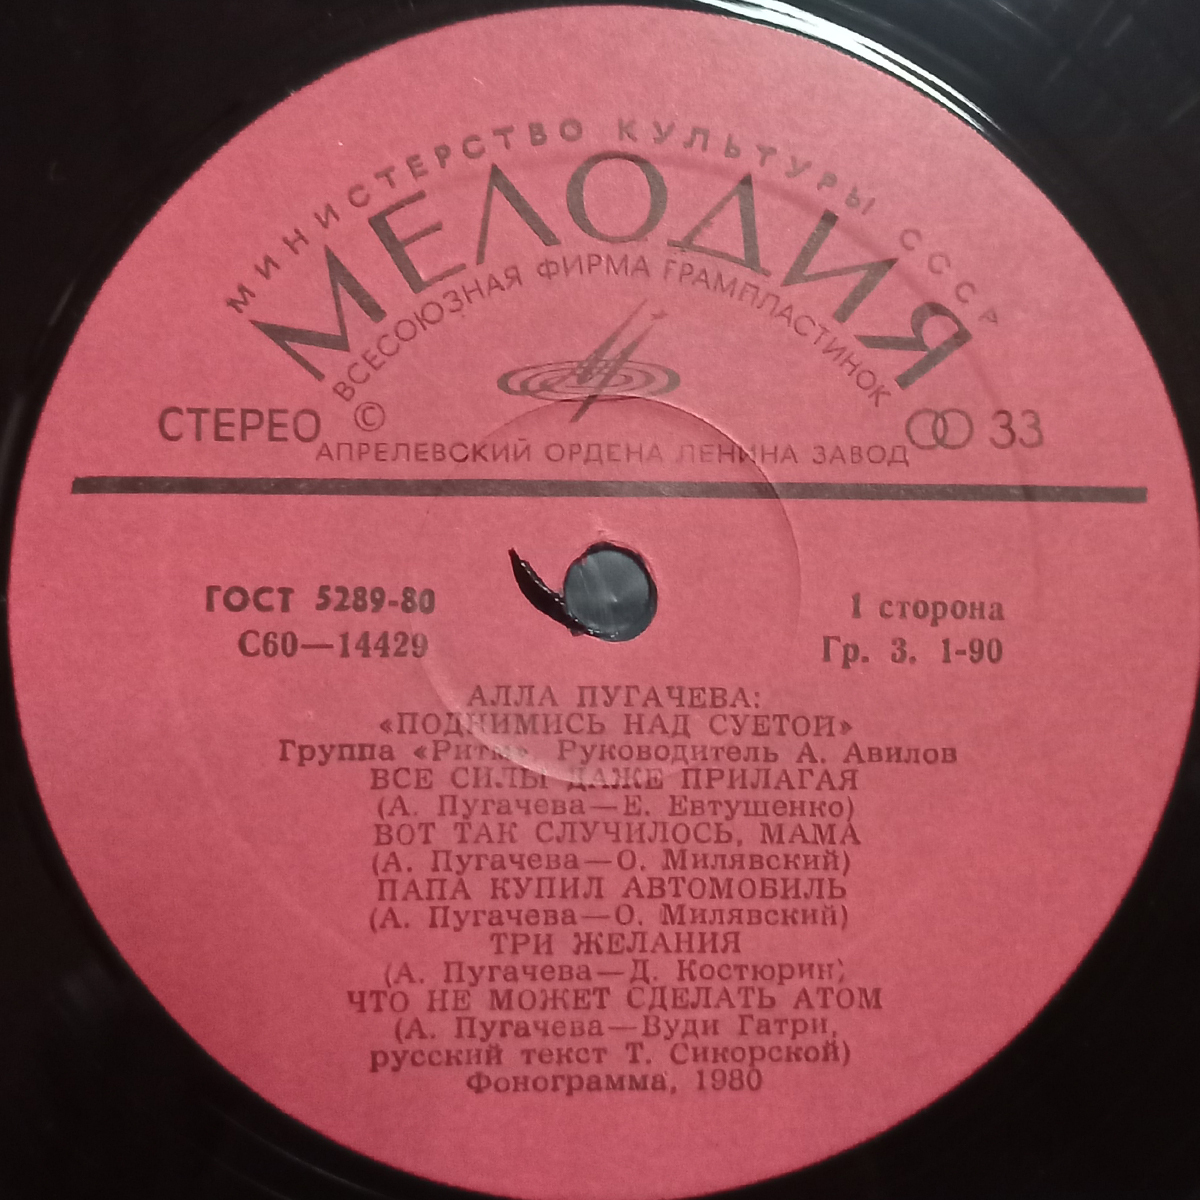 МИНИСТЕРСТВО КУЛЬТУРЫ СССР
МЕЛОДИЯ
ВСЕСОЮЗНАЯ ФИРМА ГРАМПЛАСТИНОК
СТЕРЕО © 33
АПРЕЛЕВСКИЙ ОРДЕНА ЛЕНИНА ЗАВОД
ГОСТ 5289-80 1 сторона
С60—14429 Гр. 3. 1-90
АЛЛА ПУГАЧЕВА:
«ПОДНИМИСЬ НАД СУЕТОЙ»
Группа «Ритм». Руководитель А. Авилов
ВСЕ СИЛЫ ДАЖЕ ПРИЛАГАЯ
(А. Пугачева—Е. Евтушенко)
ВОТ ТАК СЛУЧИЛОСЬ, МАМА
(А. Пугачева—О. Милявский)
ПАПА КУПИЛ АВТОМОБИЛЬ
(А. Пугачева—О. Милявский)
ТРИ ЖЕЛАНИЯ
(А. Пугачева—Д. Костюрин)
ЧТО НЕ МОЖЕТ СДЕЛАТЬ АТОМ
(А. Пугачева—Вуди Гатри,
русский текст Т. Сикорской)
Фонограмма, 1980